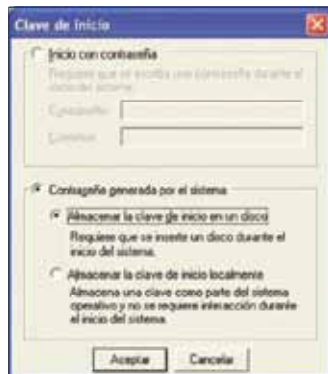 Clave de inicio
Inicio con contraseña
Requiere que se escriba una contraseña durante el
inicio del sistema.
Contraseña:
Confirmar:
Contraseña generada por el sistema
Almacenar la clave de inicio en un disco
Requiere que se inserte un disco durante el
inicio del sistema.
Almacenar la clave de inicio localmente
Almacena una clave como parte del sistema
operativo y no se requiere interacción durante
el inicio del sistema.
Aceptar
Cancelar